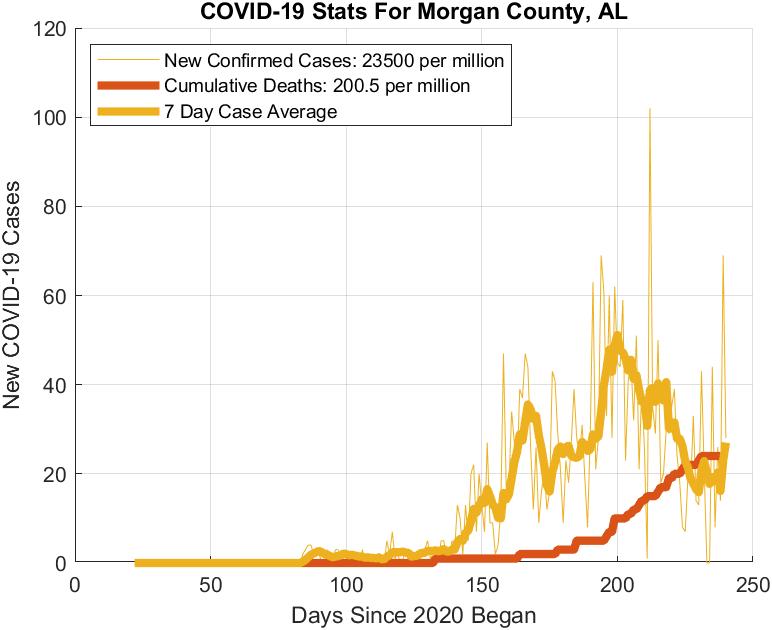 COVID-19 Stats For Morgan County, AL
New Confirmed Cases: 23500 per million
Cumulative Deaths: 200.5 per million
7 Day Case Average
New COVID-19 Cases
120
100
80
60
40
20
0
0 50 100 150 200 250
Days Since 2020 Began